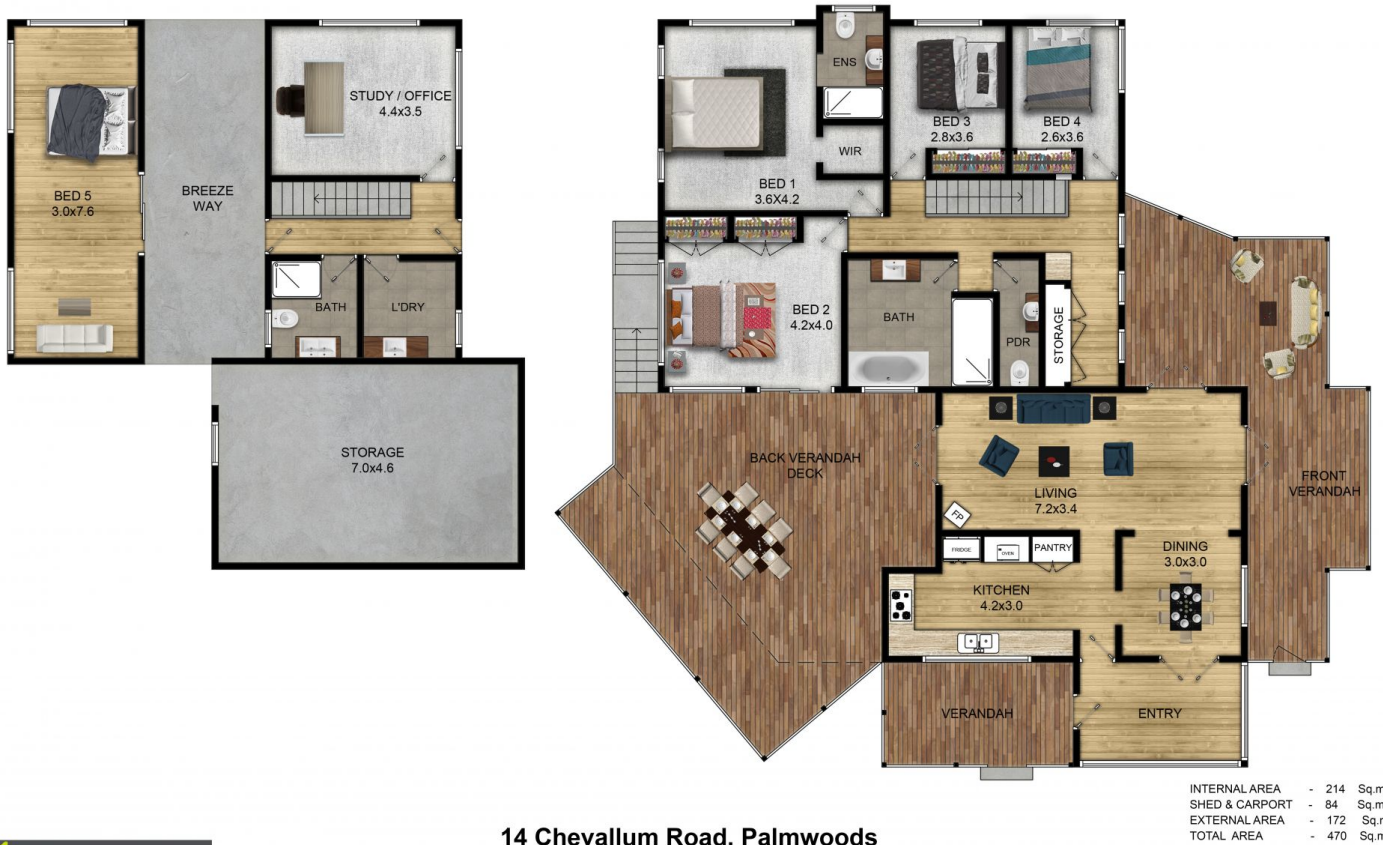 STUDY / OFFICE
4.4x3.5
BED 5
3.0x7.6
BREEZE
WAY
BATH
L'DRY
STORAGE
7.0x4.6
ENS
WIR
BED 1
3.6X4.2
BED 3
2.8x3.6
BED 4
2.6x3.6
BED 2
4.2x4.0
BATH
PDR
STORAGE
BACK VERANDAH
DECK
LIVING
7.2x3.4
FP
FRIDGE
OVEN
PANTRY
KITCHEN
4.2x3.0
DINING
3.0x3.0
FRONT
VERANDAH
VERANDAH
ENTRY
INTERNAL AREA - 214 Sq.m
SHED & CARPORT - 84 Sq.m
EXTERNAL AREA - 172 Sq.m
TOTAL AREA - 470 Sq.m
14 Chevallum Road, Palmwoods